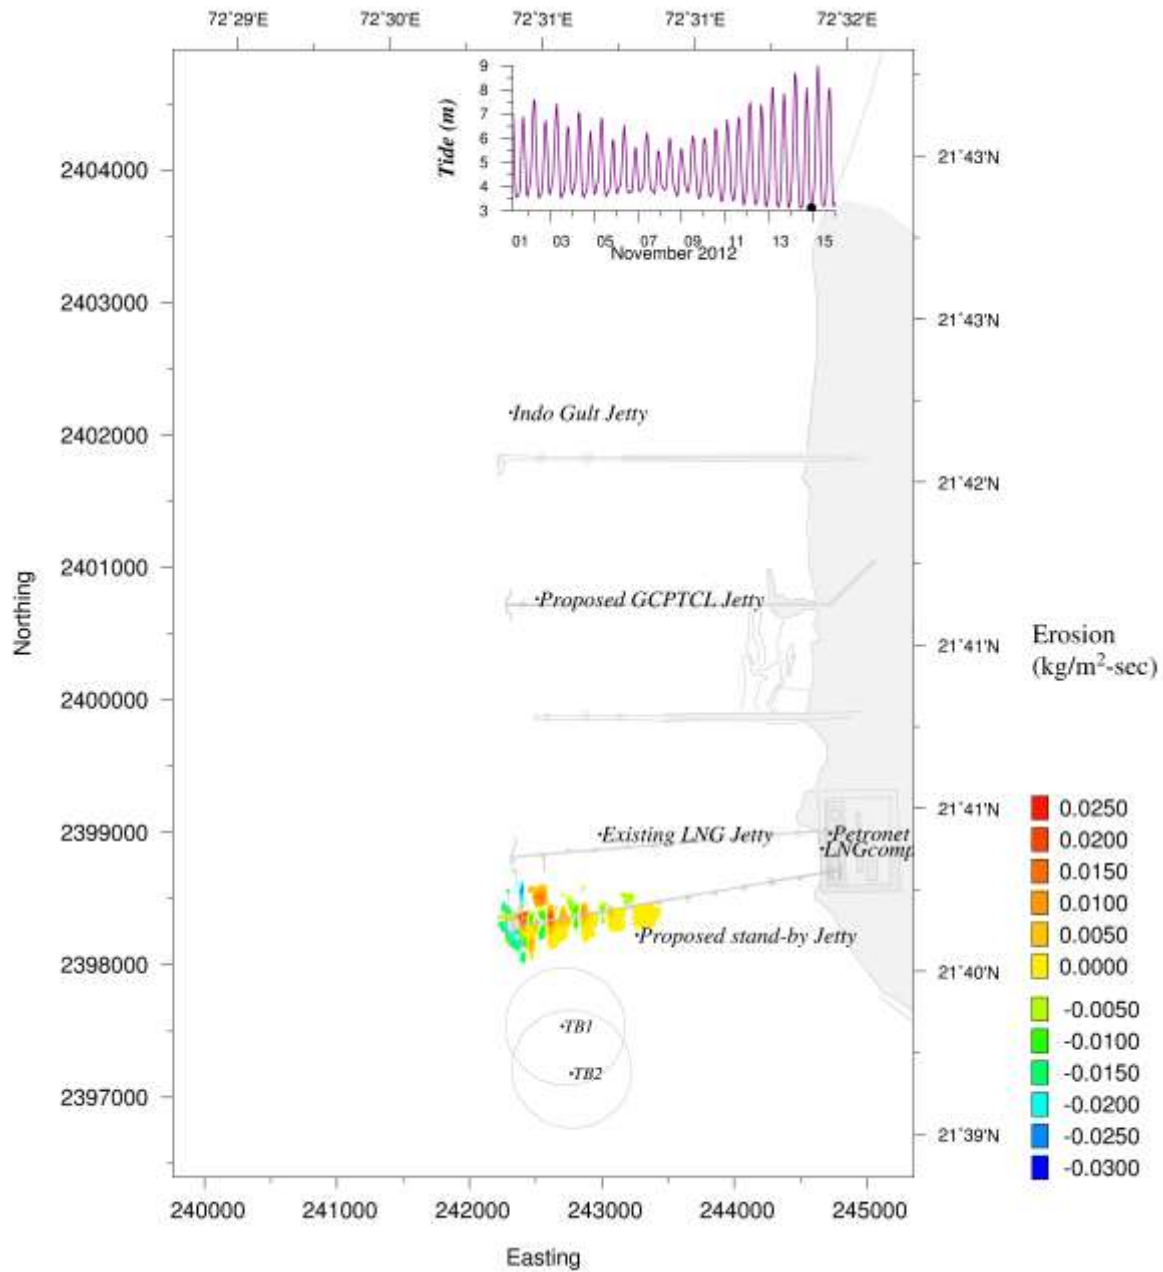 72°29'E 72°30'E 72°31'E 72°31'E 72°32'E
9
8
7
6
5
4
3
Tide (m)
01 03 05 07 09 11 13 15
November 2012
2404000
2403000
2402000
2401000
2400000
2399000
2398000
2397000
Northing
21°43'N
21°43'N
21°42'N
21°41'N
21°41'N
21°40'N
21°39'N
Indo Gult Jetty
Proposed GCPTCL Jetty
Existing LNG Jetty
Petronet
LNGcomp
Proposed stand-by Jetty
TB1
TB2
240000 241000 242000 243000 244000 245000
Easting
Erosion
(kg/m²-sec)
0.0250
0.0200
0.0150
0.0100
0.0050
0.0000
-0.0050
-0.0100
-0.0150
-0.0200
-0.0250
-0.0300